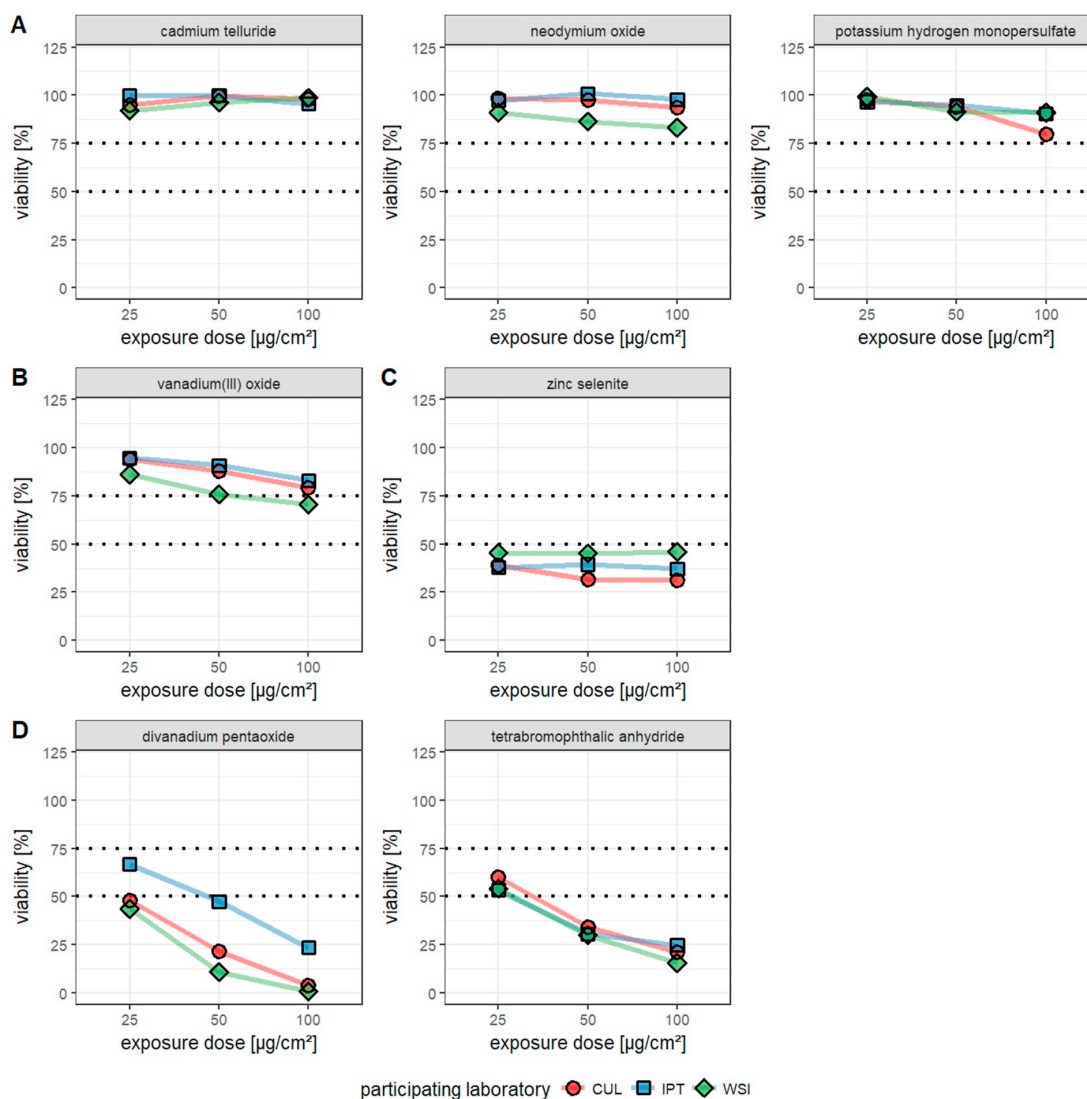 A
cadmium telluride
neodymium oxide
potassium hydrogen monopersulfate
125
100
75
50
25
0
viability [%]
25 50 100
exposure dose [µg/cm²]
125
100
75
50
25
0
viability [%]
25 50 100
exposure dose [µg/cm²]
125
100
75
50
25
0
viability [%]
25 50 100
exposure dose [µg/cm²]
B
vanadium(III) oxide
125
100
75
50
25
0
viability [%]
25 50 100
exposure dose [µg/cm²]
C
zinc selenite
125
100
75
50
25
0
viability [%]
25 50 100
exposure dose [µg/cm²]
D
divanadium pentaoxide
125
100
75
50
25
0
viability [%]
25 50 100
exposure dose [µg/cm²]
tetrabromophthalic anhydride
125
100
75
50
25
0
viability [%]
25 50 100
exposure dose [µg/cm²]
participating laboratory CUL IPT WSI